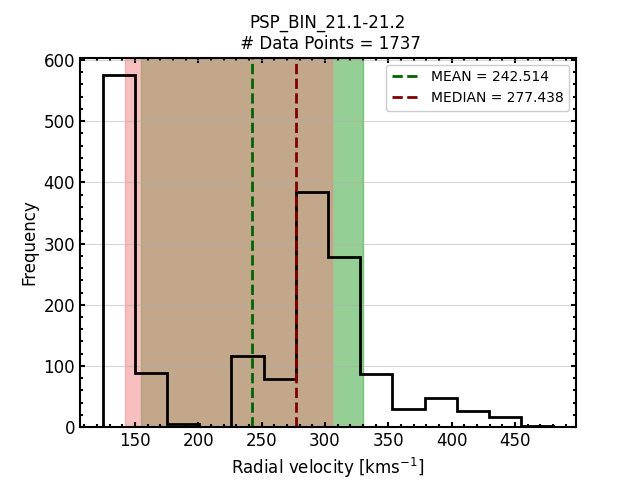 PSP_BIN_21.1-21.2
# Data Points = 1737
MEAN = 242.514
MEDIAN = 277.438
Frequency
600
500
400
300
200
100
0
150 200 250 300 350 400 450
Radial velocity [kms⁻¹]